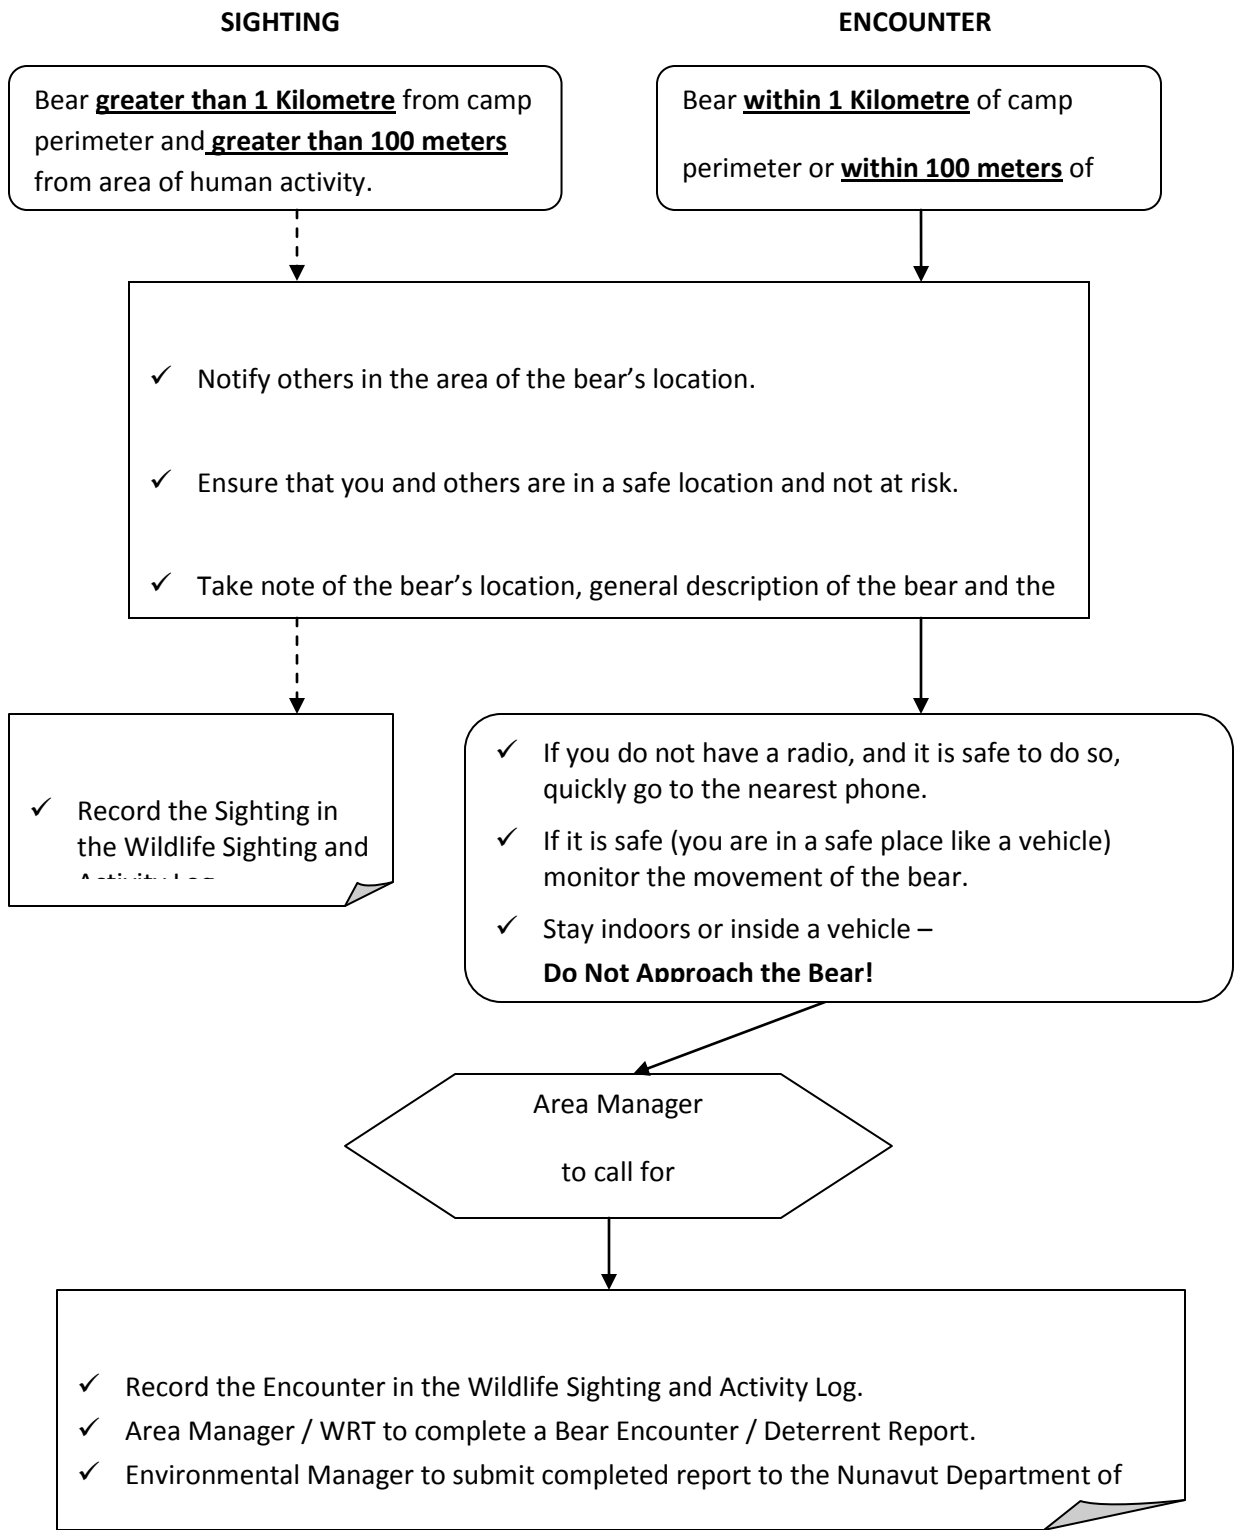 SIGHTING
ENCOUNTER
Bear greater than 1 Kilometre from camp
perimeter and greater than 100 meters
from area of human activity.
Bear within 1 Kilometre of camp
perimeter or within 100 meters of
✓ Notify others in the area of the bear’s location.
✓ Ensure that you and others are in a safe location and not at risk.
✓ Take note of the bear’s location, general description of the bear and the
✓ Record the Sighting in
the Wildlife Sighting and
Activity Log
✓ If you do not have a radio, and it is safe to do so,
quickly go to the nearest phone.
✓ If it is safe (you are in a safe place like a vehicle)
monitor the movement of the bear.
✓ Stay indoors or inside a vehicle –
Do Not Approach the Bear!
Area Manager
to call for
✓ Record the Encounter in the Wildlife Sighting and Activity Log.
✓ Area Manager / WRT to complete a Bear Encounter / Deterrent Report.
✓ Environmental Manager to submit completed report to the Nunavut Department of